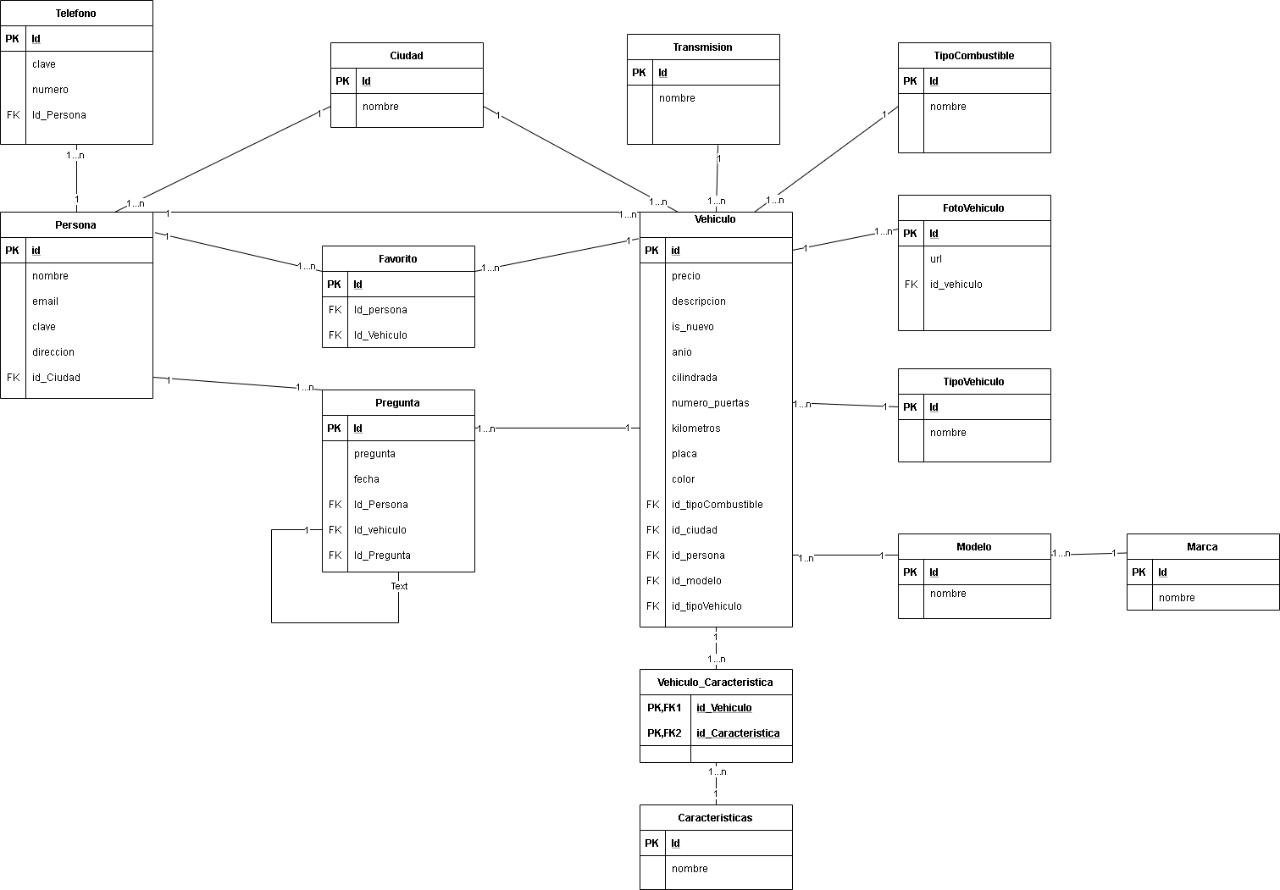 Telefono
PK Id
clave
numero
FK Id_Persona
1...n
1
Ciudad
PK Id
nombre
1
1
1...n
1...n
Transmision
PK Id
nombre
1
1...n
TipoCombustible
PK Id
nombre
1
1...n
Persona
PK id
nombre
email
clave
direccion
FK id_Ciudad
1
1...n
1
1...n
1
1...n
Favorito
PK Id
FK Id_persona
FK Id_Vehiculo
1...n
1
Pregunta
PK Id
pregunta
fecha
FK Id_Persona
FK Id_vehiculo
FK Id_Pregunta
1...n
1
1
Text
Vehiculo
PK id
precio
descripcion
is_nuevo
anio
cilindrada
numero_puertas
kilometros
placa
color
FK id_tipoCombustible
FK id_ciudad
FK id_persona
FK id_modelo
FK id_tipoVehiculo
FotoVehiculo
PK Id
url
FK id_vehiculo
1
1...n
TipoVehiculo
PK Id
nombre
1...n
1
Modelo
PK Id
nombre
1..n
1
Marca
PK Id
nombre
1...n
1
1
1...n
Vehiculo_Caracteristica
PK,FK1 id_Vehiculo
PK,FK2 id_Caracteristica
1...n
1
Caracteristicas
PK Id
nombre